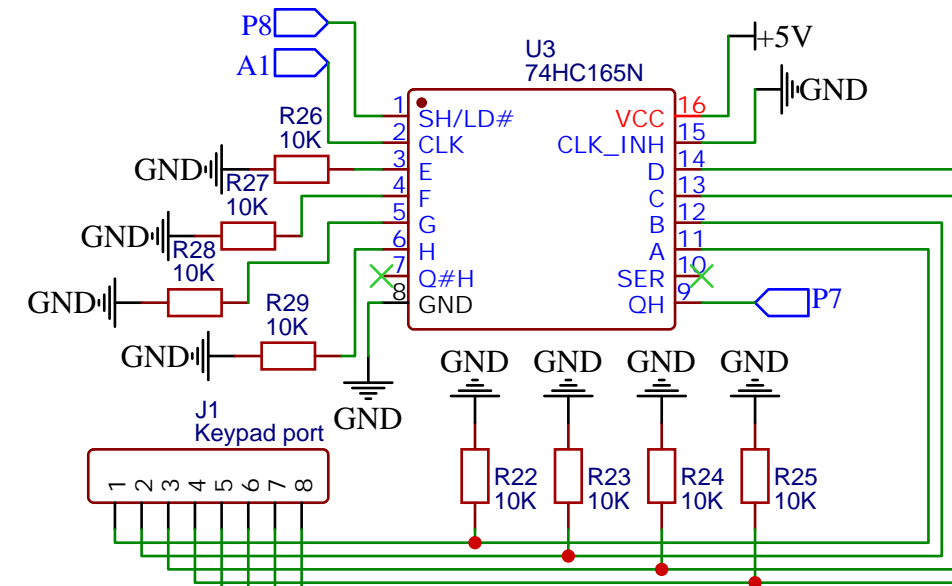 P8
A1
+5V
GND
U3
74HC165N
1
SH/LD#
2
CLK
3
E
4
F
5
G
6
H
7
Q#H
8
GND
16
VCC
15
CLK_INH
14
D
13
C
12
B
11
A
10
SER
9
QH
P7
R26
10K
GND
R27
10K
GND
R28
10K
GND
R29
10K
GND
GND
GND
GND
GND
GND
R22
10K
R23
10K
R24
10K
R25
10K
J1
Keypad port
1
2
3
4
5
6
7
8